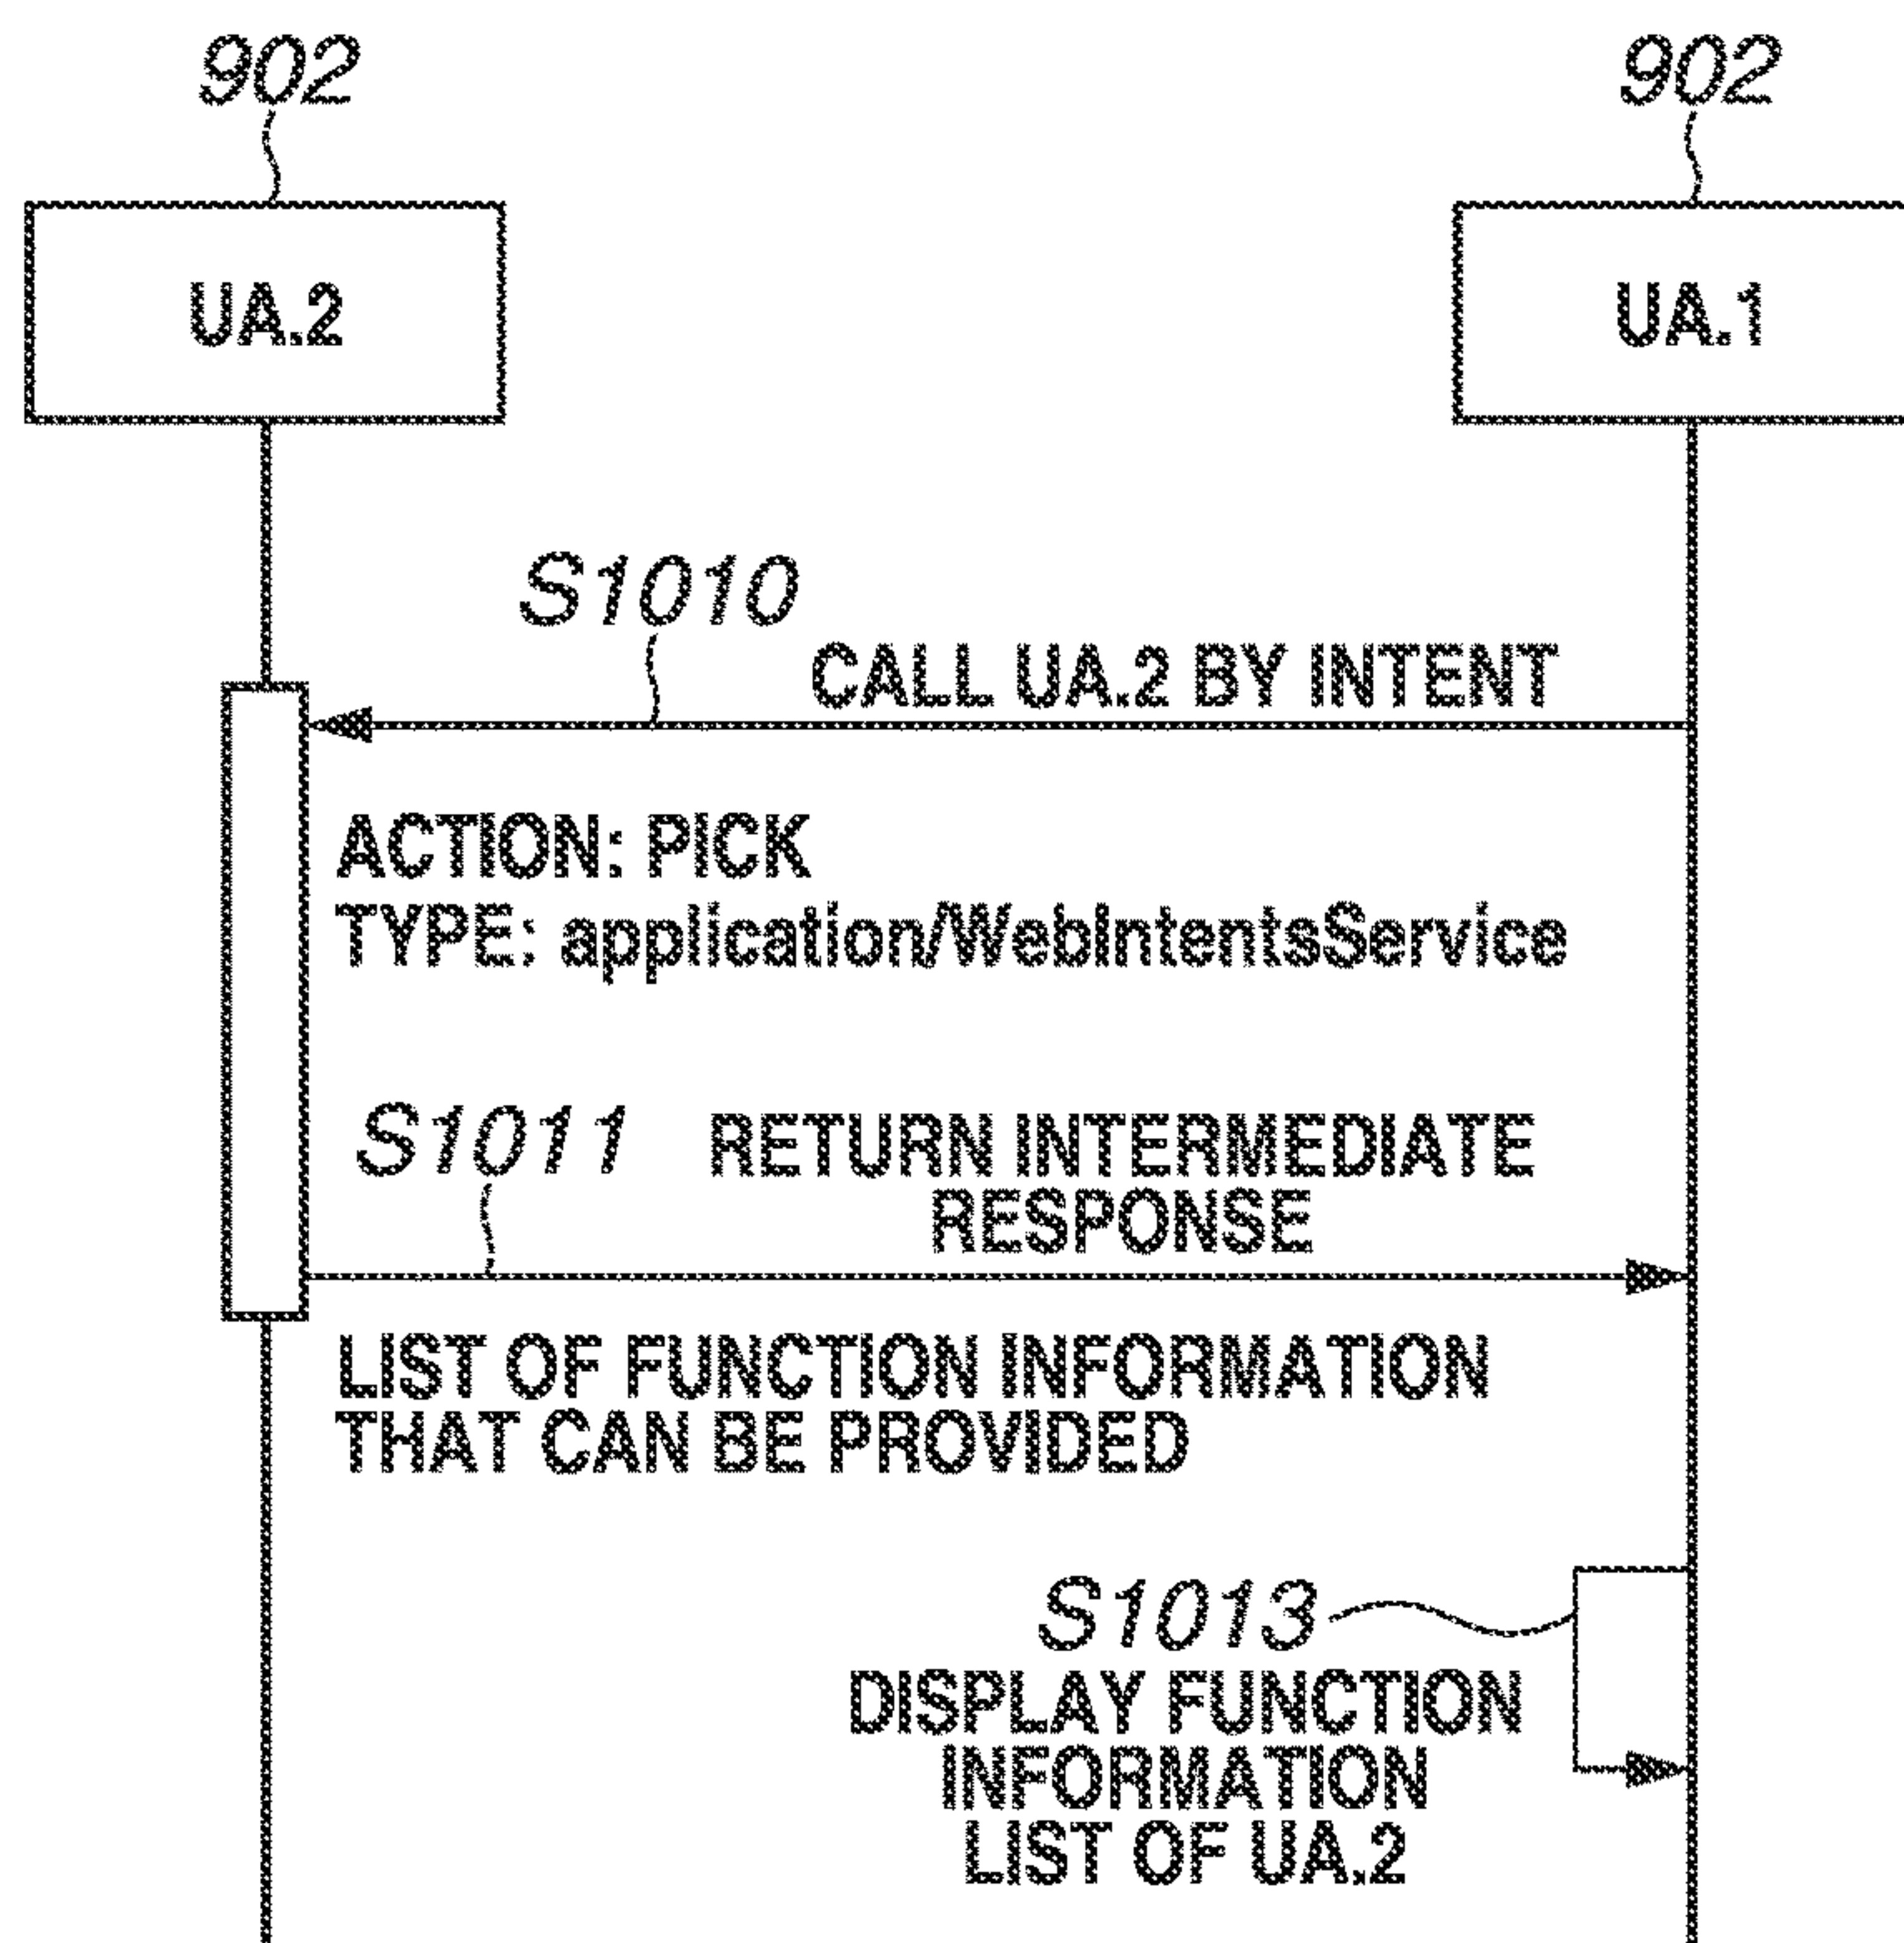 902
902
UA.2
UA.1
S1010
CALL UA.2 BY INTENT
ACTION: PICK
TYPE: application/WebIntentsService
S1011
RETURN INTERMEDIATE
RESPONSE
LIST OF FUNCTION INFORMATION
THAT CAN BE PROVIDED
S1013
DISPLAY FUNCTION
INFORMATION
LIST OF UA.2